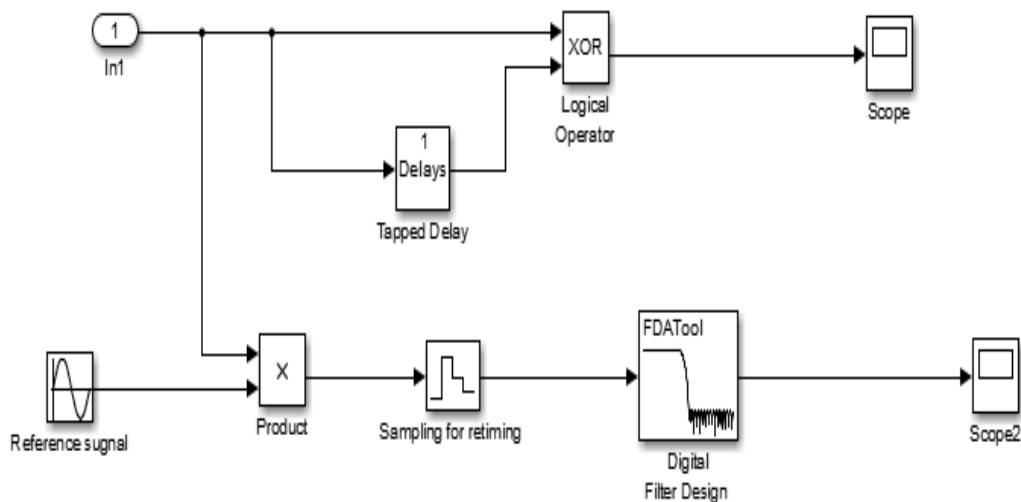 1
In1
XOR
Logical
Operator
Scope
1
Delays
Tapped Delay
Reference sugnal
X
Product
Sampling for retiming
FDATool
Digital
Filter Design
Scope2